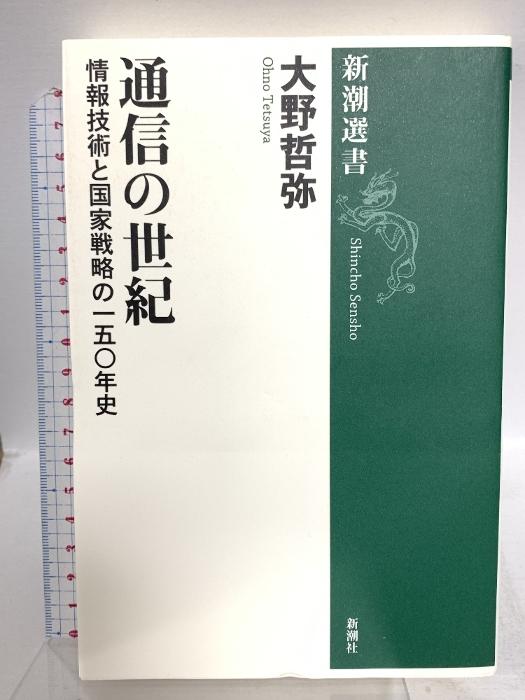 新潮選書
Shincho Sensho
大野哲弥
Ohno Tetsuya
通信の世紀
情報技術と国家戦略の一五〇年史
新潮社